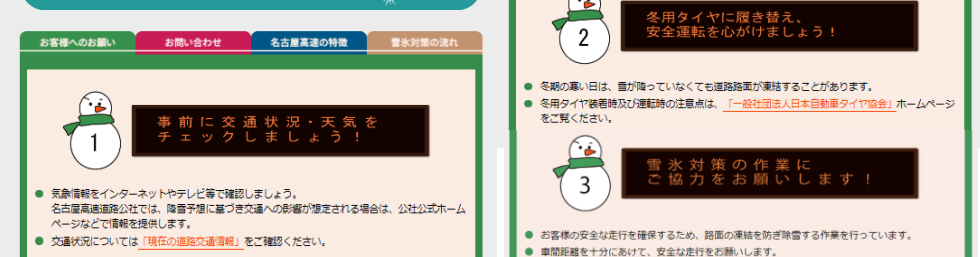 お客様へのお願い
お問い合わせ
名古屋高速の特徴
雪氷対策の流れ
1
事前に交通状況・天気を
チェックしましょう！
気象情報をインターネットやテレビ等で確認しましょう。
名古屋高速道路公社では、降雪予想に基づき交通への影響が想定される場合は、公社公式ホーム
ページなどで情報を提供します。
交通状況については「現在の道路交通情報」をご確認ください。
2
冬用タイヤに履き替え、
安全運転を心がけましょう！
冬期の寒い日は、雪が降っていなくても道路路面が凍結することがあります。
冬用タイヤ装着時及び運転時の注意点は、「一般社団法人日本自動車タイヤ協会」ホームページ
をご覧ください。
3
雪氷対策の作業に
ご協力をお願いします！
お客様の安全な走行を確保するため、路面の凍結を防ぎ除雪する作業を行っています。
車間距離を十分にあけて、安全な走行をお願いします。